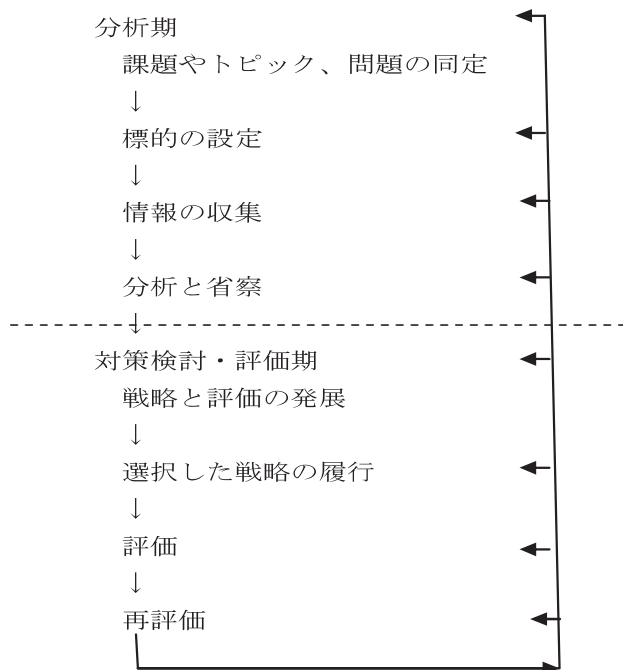 分析期
課題やトピック、問題の同定
↓
標的の設定
↓
情報の収集
↓
分析と省察
↓
対策検討・評価期
戦略と評価の発展
↓
選択した戦略の履行
↓
評価
↓
再評価